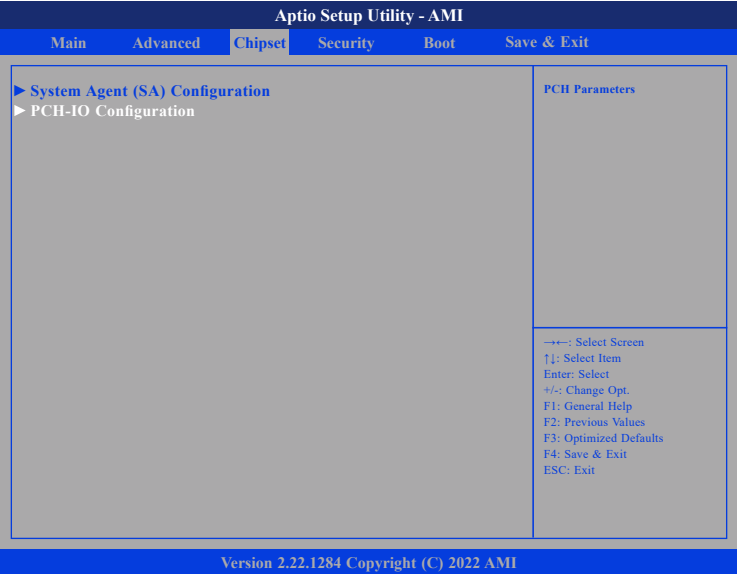 Aptio Setup Utility - AMI
Main Advanced Chipset Security Boot Save & Exit
► System Agent (SA) Configuration
► PCH-IO Configuration
PCH Parameters
→←: Select Screen
↑↓: Select Item
Enter: Select
+/-: Change Opt.
F1: General Help
F2: Previous Values
F3: Optimized Defaults
F4: Save & Exit
ESC: Exit
Version 2.22.1284 Copyright (C) 2022 AMI